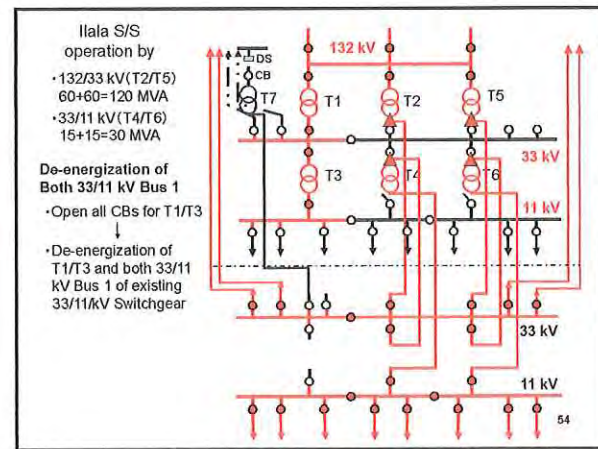 Ilala S/S
operation by
・132/33 kV(T2/T5)
60+60=120 MVA
・33/11 kV(T4/T6)
15+15=30 MVA
De-energization of
Both 33/11 kV Bus 1
・Open all CBs for T1/T3
↓
・De-energization of
T1/T3 and both 33/11
kV Bus 1 of existing
33/11/kV Switchgear
DS
CB
T7
132 kV
T1
T2
T5
33 kV
T3
T4
T6
11 kV
33 kV
11 kV
54